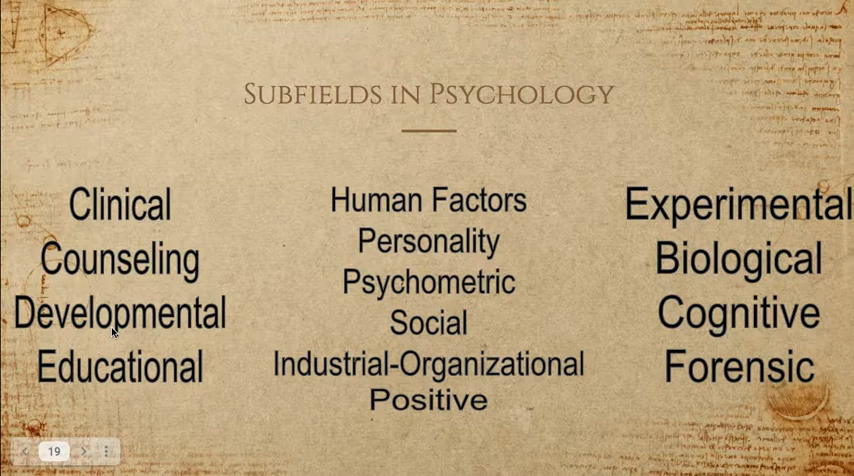 Subfields in Psychology
Clinical
Counseling
Developmental
Educational
Human Factors
Personality
Psychometric
Social
Industrial-Organizational
Positive
Experimental
Biological
Cognitive
Forensic
19